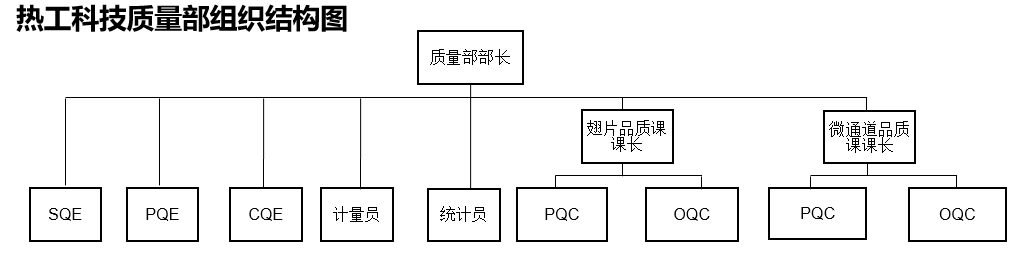 热工科技质量部组织结构图
质量部部长
翅片品质课
课长
微通道品质
课课长
SQE
PQE
CQE
计量员
统计员
PQC
OQC
PQC
OQC